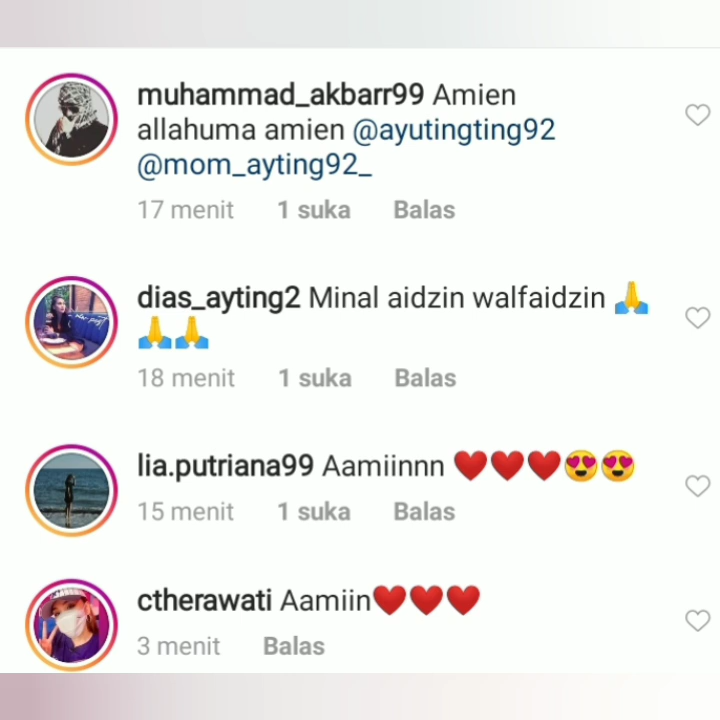 muhammad_akbarr99 Amien
allahuma amien @ayutingting92
@mom_ayting92_
17 menit 1 suka Balas
dias_ayting2 Minal aidzin walfaidzin 🙏
🙏🙏
18 menit 1 suka Balas
lia.putriana99 Aamiinnn ❤️❤️❤️😍😍
15 menit 1 suka Balas
ctherawati Aamiin❤️❤️❤️
3 menit Balas